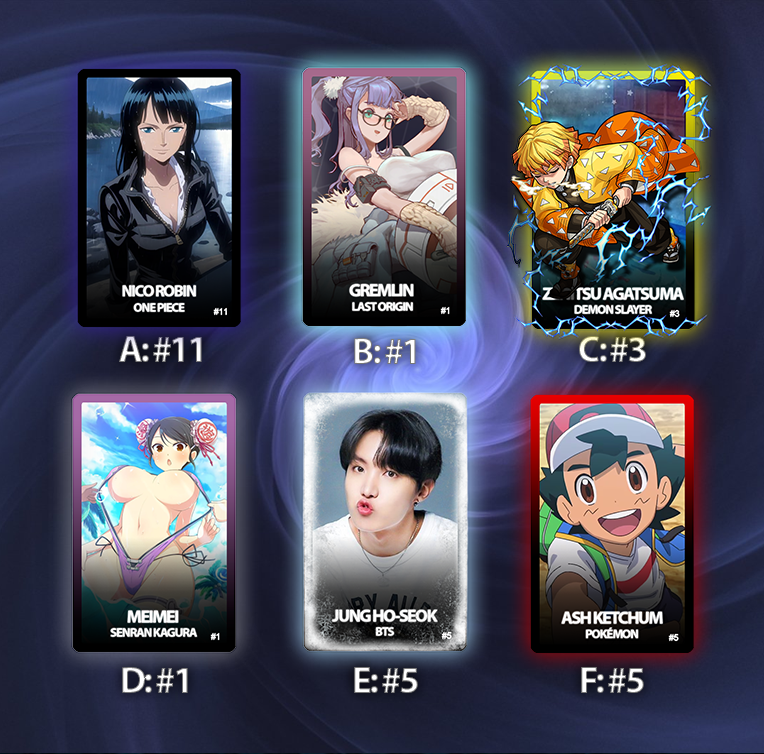 NICO ROBIN
ONE PIECE
#11
GREMLIN
LAST ORIGIN
#1
TSU AGATSUMA
DEMON SLAYER
#3
A:#11
B:#1
C:#3
MEIMEI
SENRAN KAGURA
#1
JUNG HO-SEOK
BTS
#5
ASH KETCHUM
POKÉMON
#5
D:#1
E:#5
F:#5